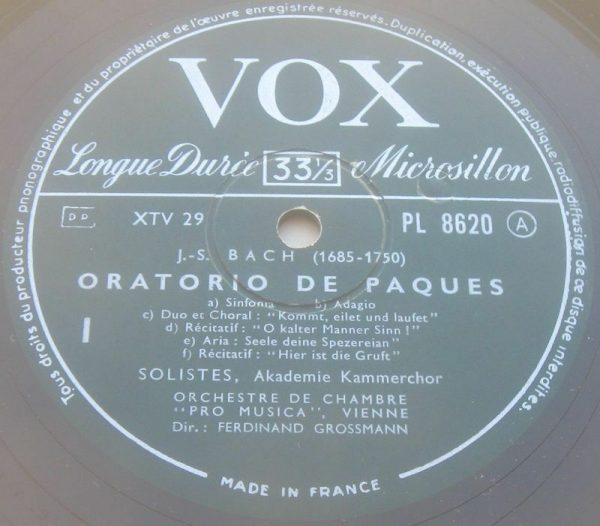 Tous droits du producteur phonographique et du propriétaire de l'œuvre enregistrée réservés. Duplication, exécution publique, radiodiffusion de ce disque interdites.
VOX
Longue Durée 33 1/3 Microsillon
DP XTV 29 PL 8620 A
J.-S. BACH (1685-1750)
ORATORIO DE PAQUES
a) Sinfonia b) Adagio
c) Duo et Choral : "Kommt, eilet und laufet"
d) Récitatif : "O kalter Manner Sinn !"
e) Aria : Seele deine Spezereian"
f) Récitatif : "Hier ist die Gruft"
I
SOLISTES, Akademie Kammerchor
ORCHESTRE DE CHAMBRE
"PRO MUSICA", VIENNE
Dir. : FERDINAND GROSSMANN
MADE IN FRANCE